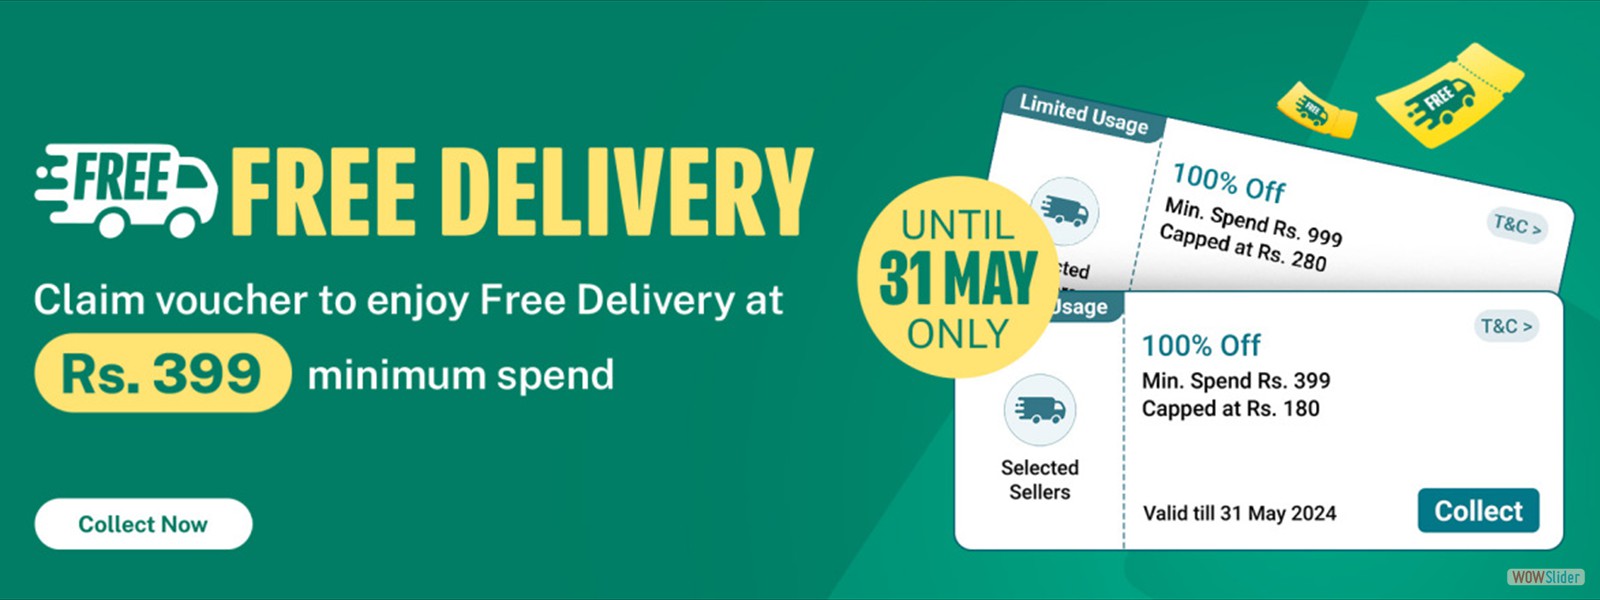 FREE
FREE DELIVERY
Claim voucher to enjoy Free Delivery at
Rs. 399 minimum spend
Collect Now
UNTIL
31 MAY
ONLY
Limited Usage
100% Off
Min. Spend Rs. 999
Capped at Rs. 280
T&C >
cted
FREE
FREE
Usage
100% Off
Min. Spend Rs. 399
Capped at Rs. 180
T&C >
Selected
Sellers
Valid till 31 May 2024
Collect
WOWSlider